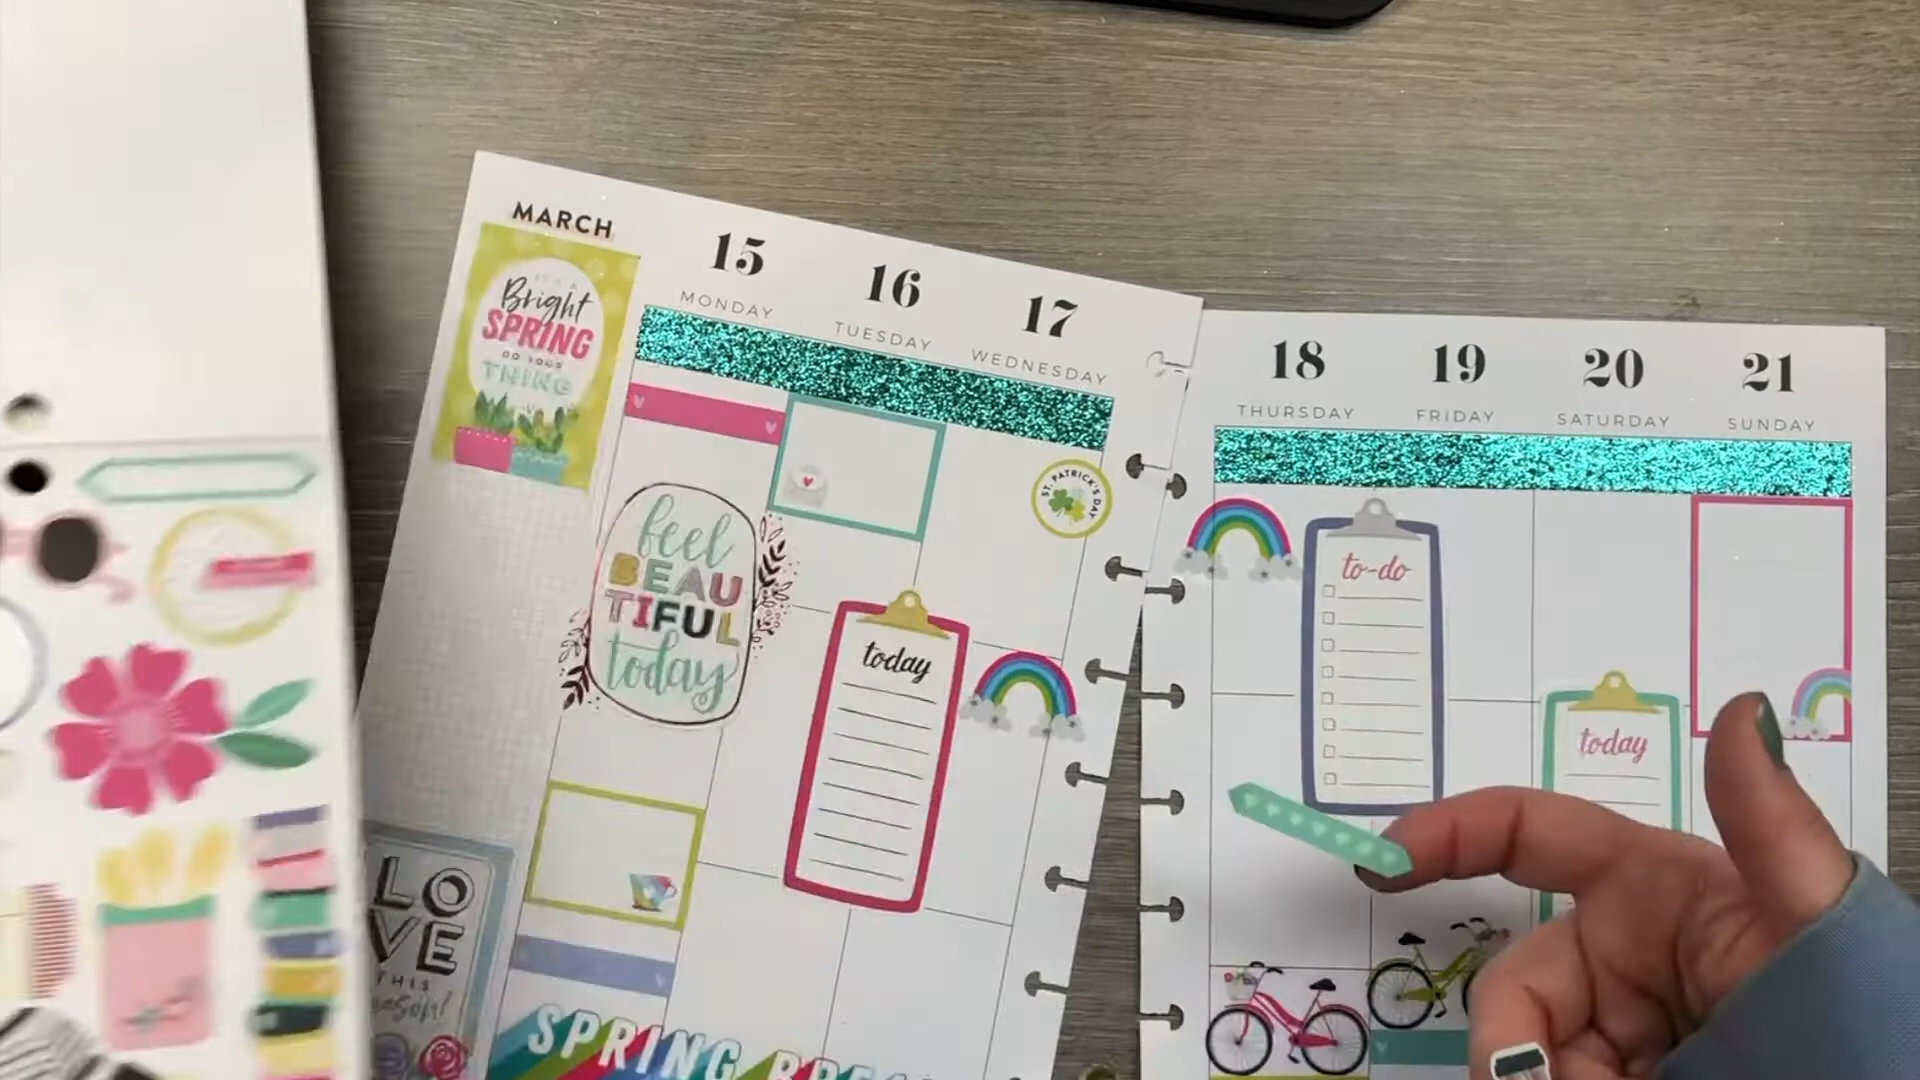 MARCH
15
MONDAY
16
TUESDAY
17
WEDNESDAY
18
THURSDAY
19
FRIDAY
20
SATURDAY
21
SUNDAY
IT'S A
Bright
SPRING
DO YOUR
THING
feel
BEAU
TIFUL
today
ST. PATRICK'S DAY
today
to-do
today
LO
VE
THIS
SPRING BREA